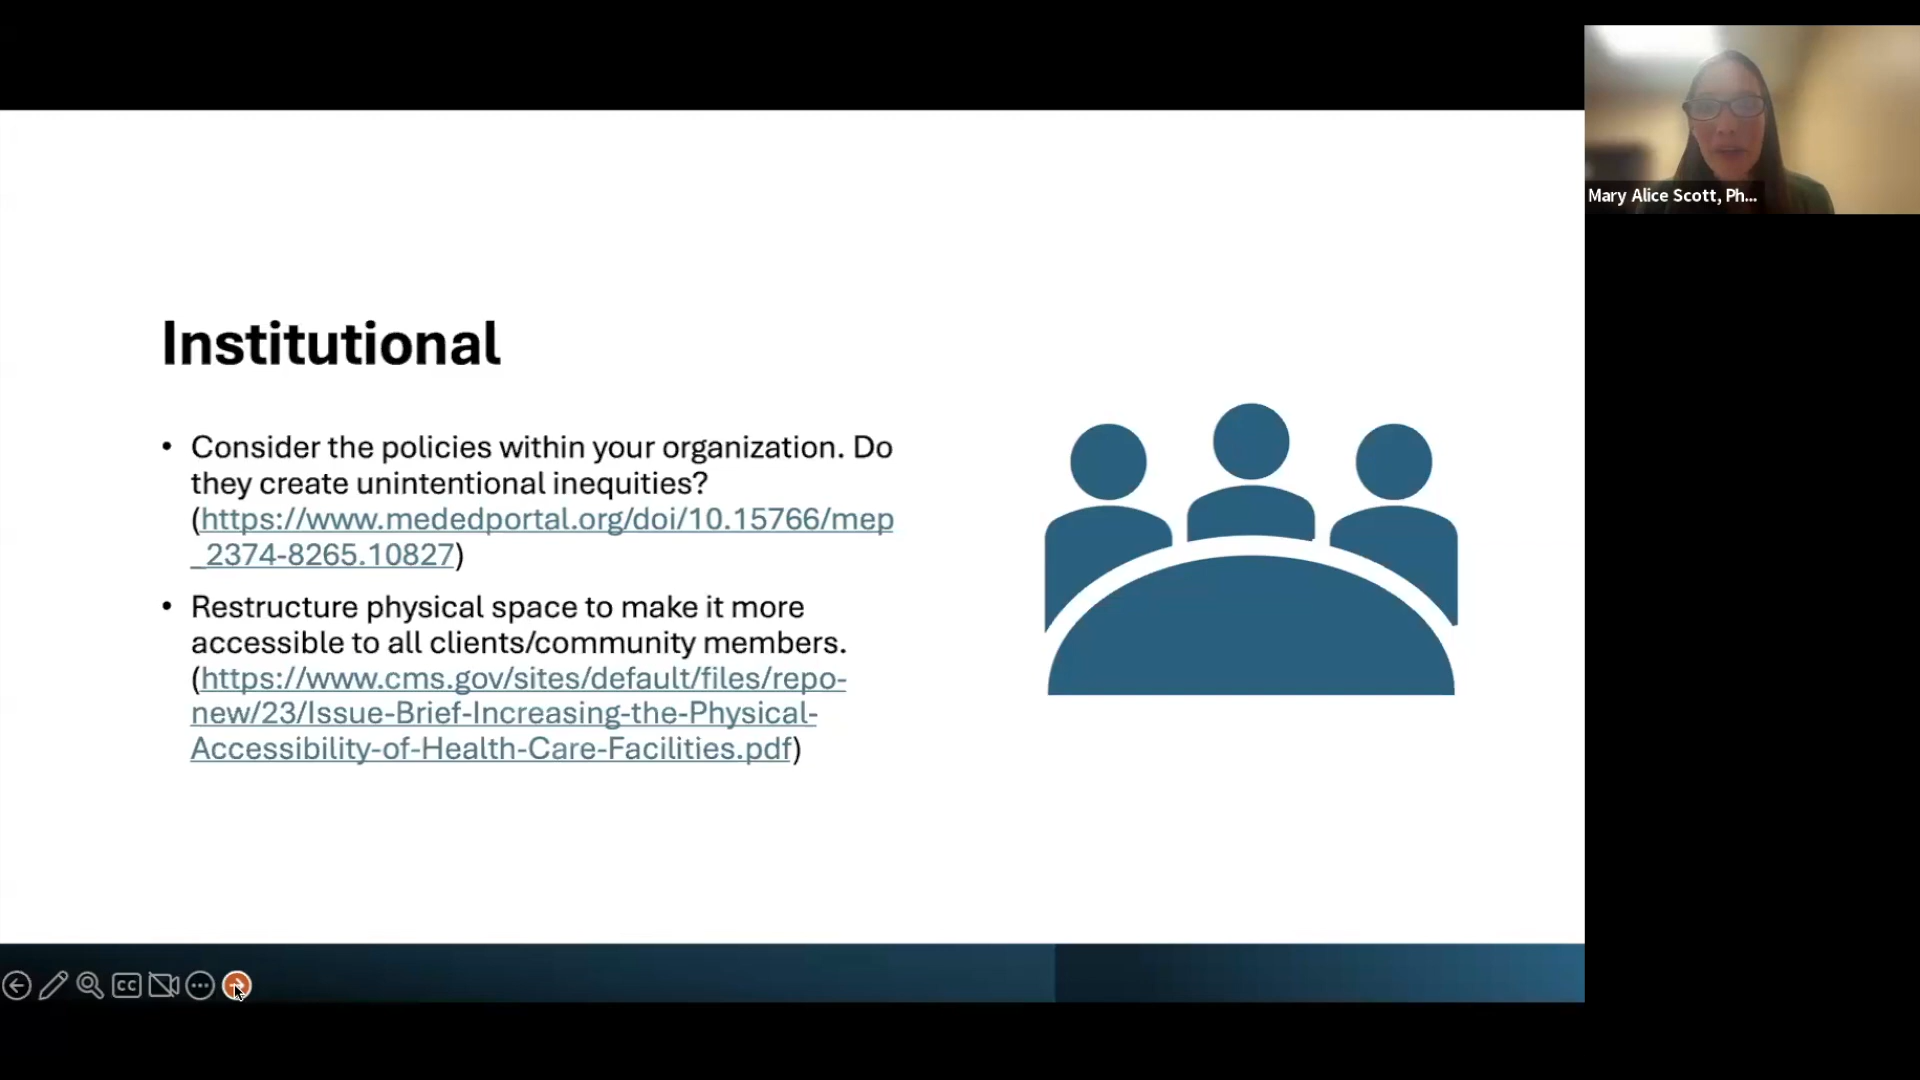 Mary Alice Scott, Ph...
Institutional
• Consider the policies within your organization. Do
they create unintentional inequities?
(https://www.mededportal.org/doi/10.15766/mep
_2374-8265.10827)
• Restructure physical space to make it more
accessible to all clients/community members.
(https://www.cms.gov/sites/default/files/repo-
new/23/Issue-Brief-Increasing-the-Physical-
Accessibility-of-Health-Care-Facilities.pdf)
CC